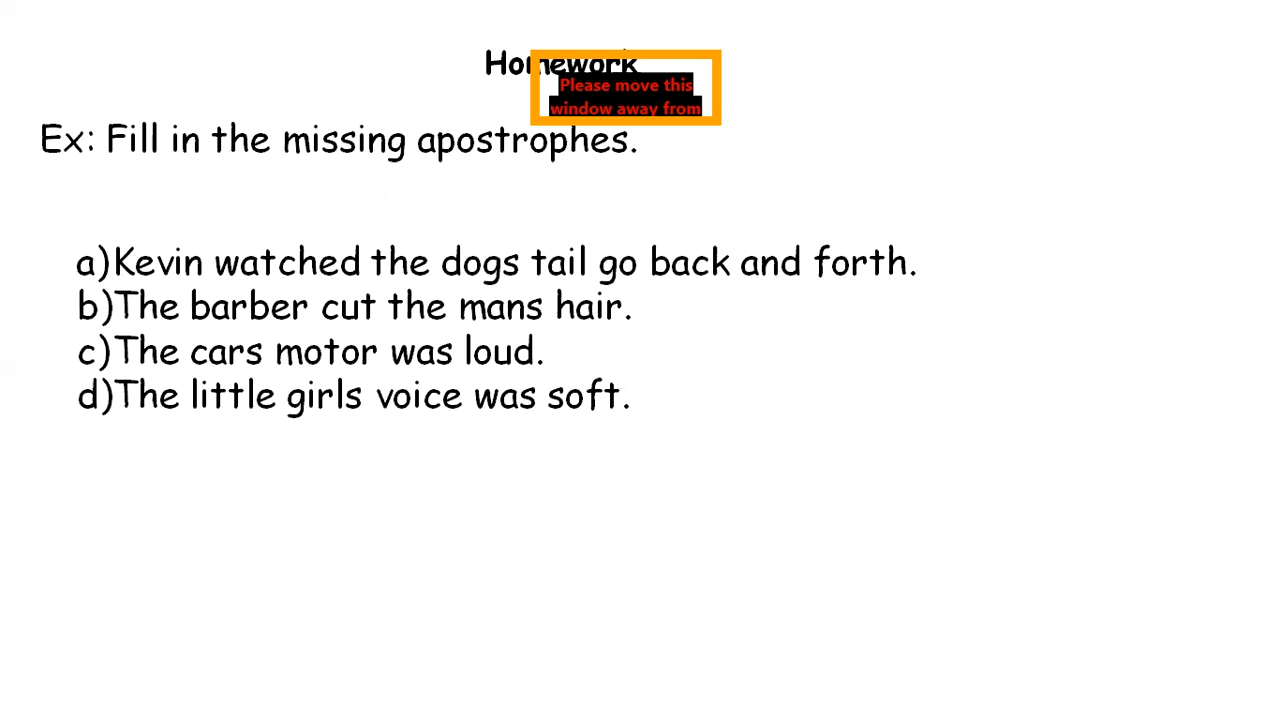 Homework
Please move this
window away from
Ex: Fill in the missing apostrophes.
a)Kevin watched the dogs tail go back and forth.
b)The barber cut the mans hair.
c)The cars motor was loud.
d)The little girls voice was soft.